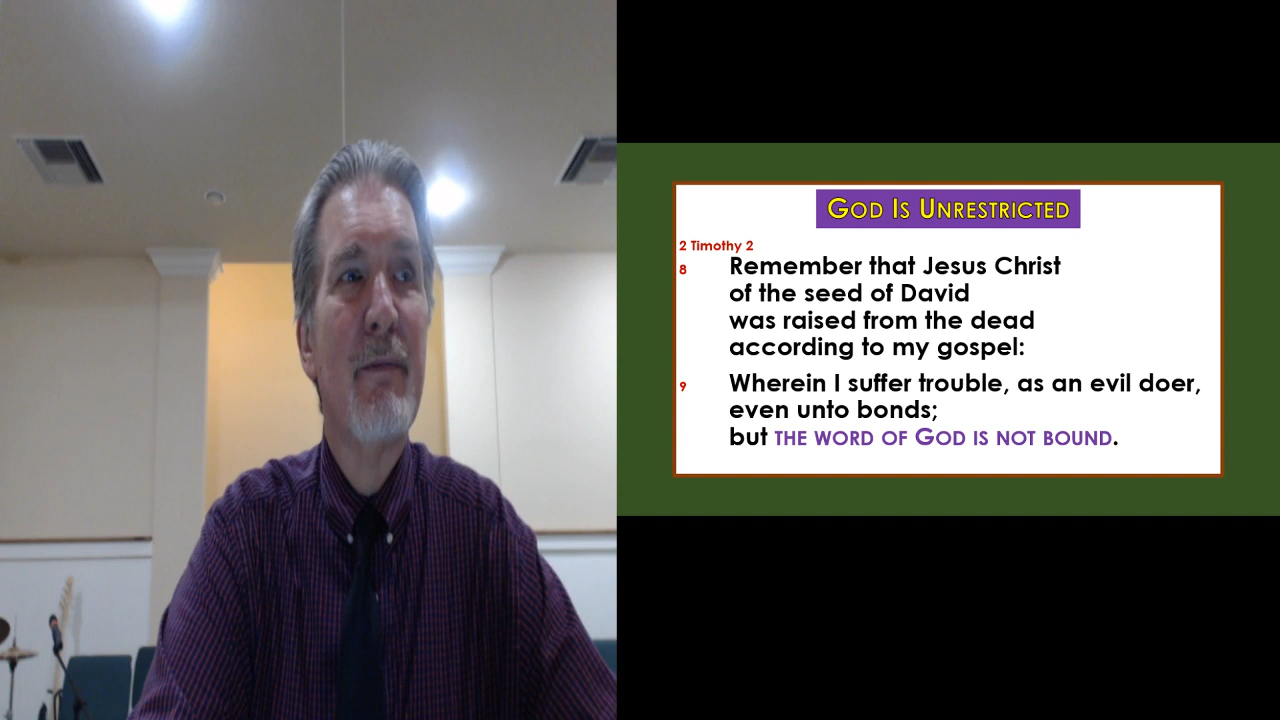 God Is Unrestricted
2 Timothy 2
8 Remember that Jesus Christ
of the seed of David
was raised from the dead
according to my gospel:
9 Wherein I suffer trouble, as an evil doer,
even unto bonds;
but the word of God is not bound.